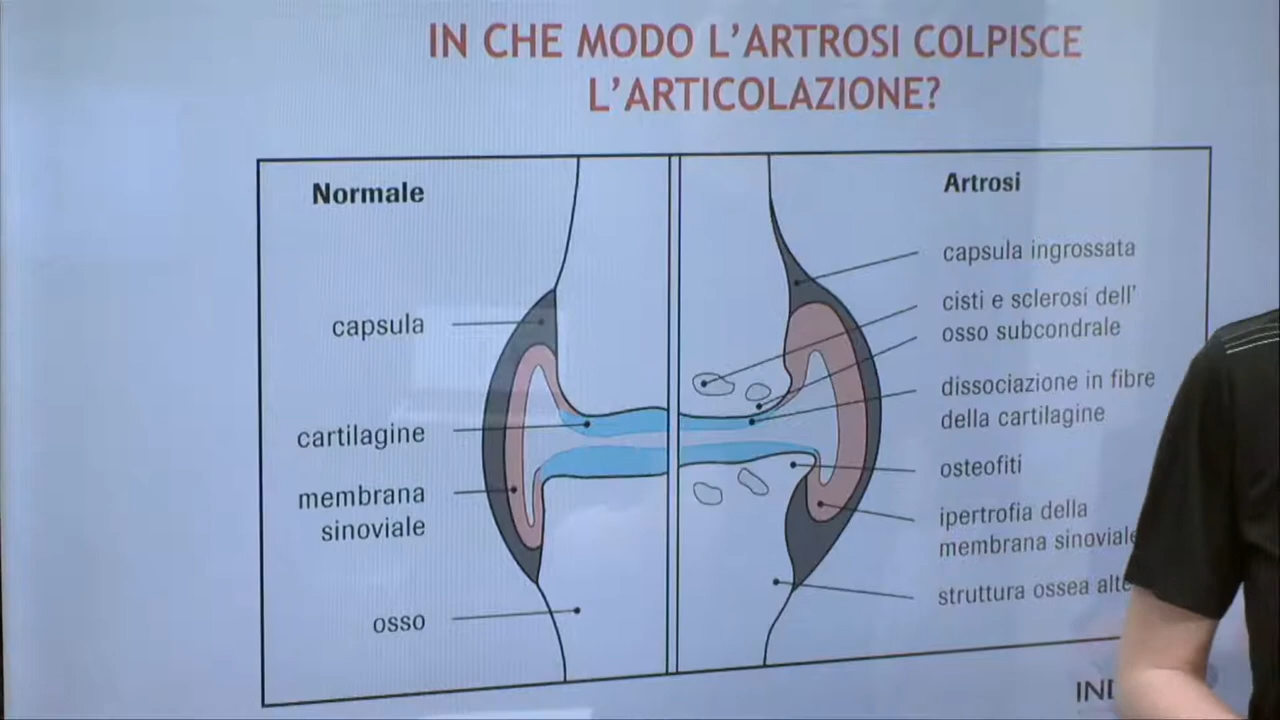 IN CHE MODO L'ARTROSI COLPISCE
L'ARTICOLAZIONE?
Normale
capsula
cartilagine
membrana
sinoviale
osso
Artrosi
capsula ingrossata
cisti e sclerosi dell'
osso subcondrale
dissociazione in fibre
della cartilagine
osteofiti
ipertrofia della
membrana sinoviale
struttura ossea